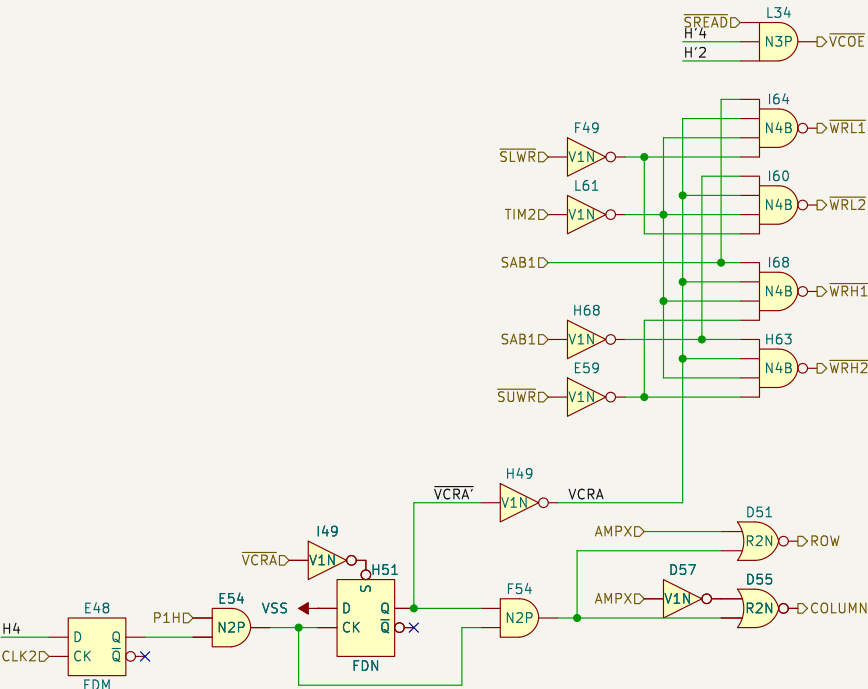 L34
SREAD
H'4
N3P
VCOE
H'2
I64
F49
N4B
WRL1
SLWR
V1N
I60
L61
N4B
WRL2
TIM2
V1N
SAB1
I68
N4B
WRH1
H68
SAB1
V1N
H63
E59
N4B
WRH2
SUWR
V1N
H49
VCRA'
V1N
VCRA
D51
I49
AMPX
R2N
ROW
VCRA
V1N
H51
S
D57
D55
E54
F54
AMPX
V1N
R2N
COLUMN
VSS
D
Q
E48
P1H
N2P
CK
Q
N2P
H4
D
Q
CLK2
CK
Q
FDN
FDM